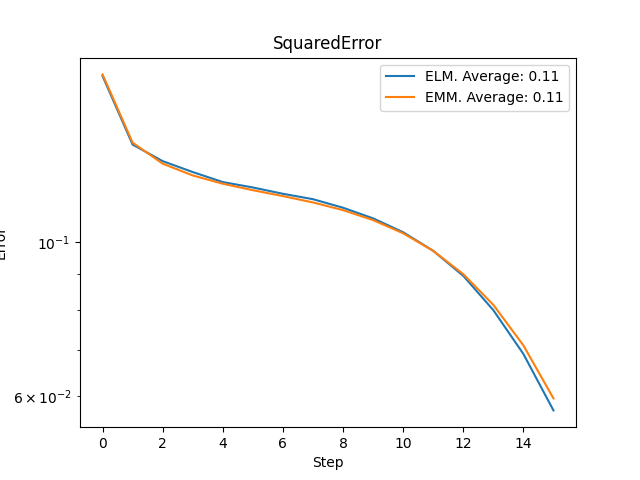 SquaredError
ELM. Average: 0.11
EMM. Average: 0.11
Error
10⁻¹
6 × 10⁻²
0 2 4 6 8 10 12 14
Step